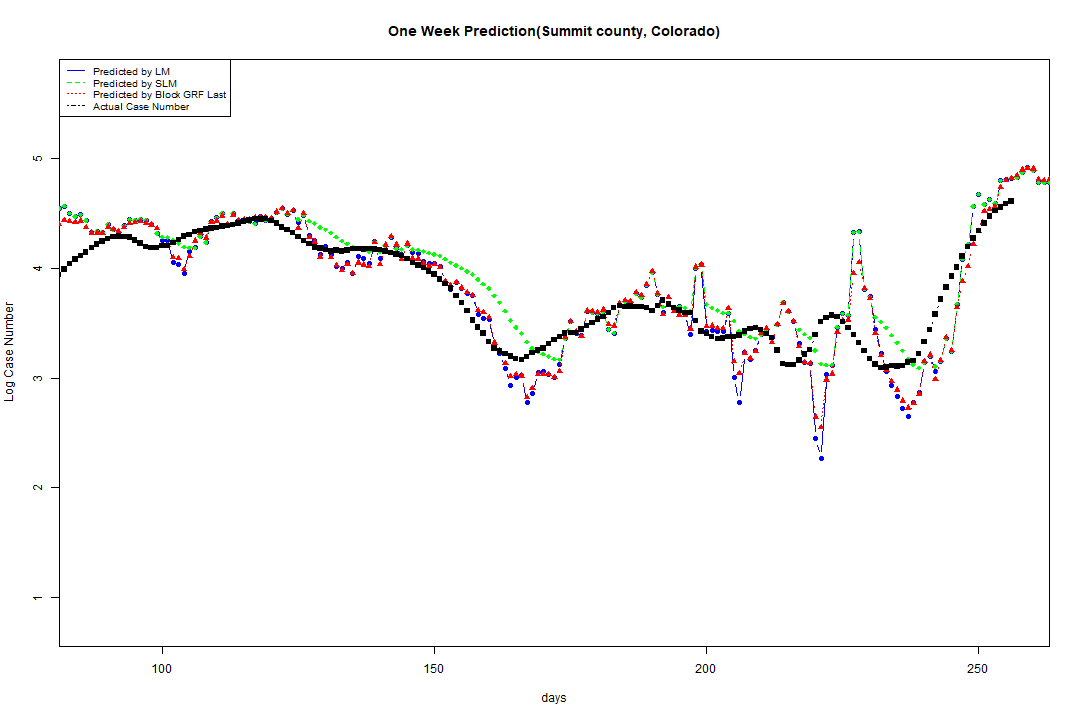 One Week Prediction(Summit county, Colorado)
Predicted by LM
Predicted by SLM
Predicted by Block GRF Last
Actual Case Number
5
4
3
2
1
Log Case Number
100 150 200 250
days